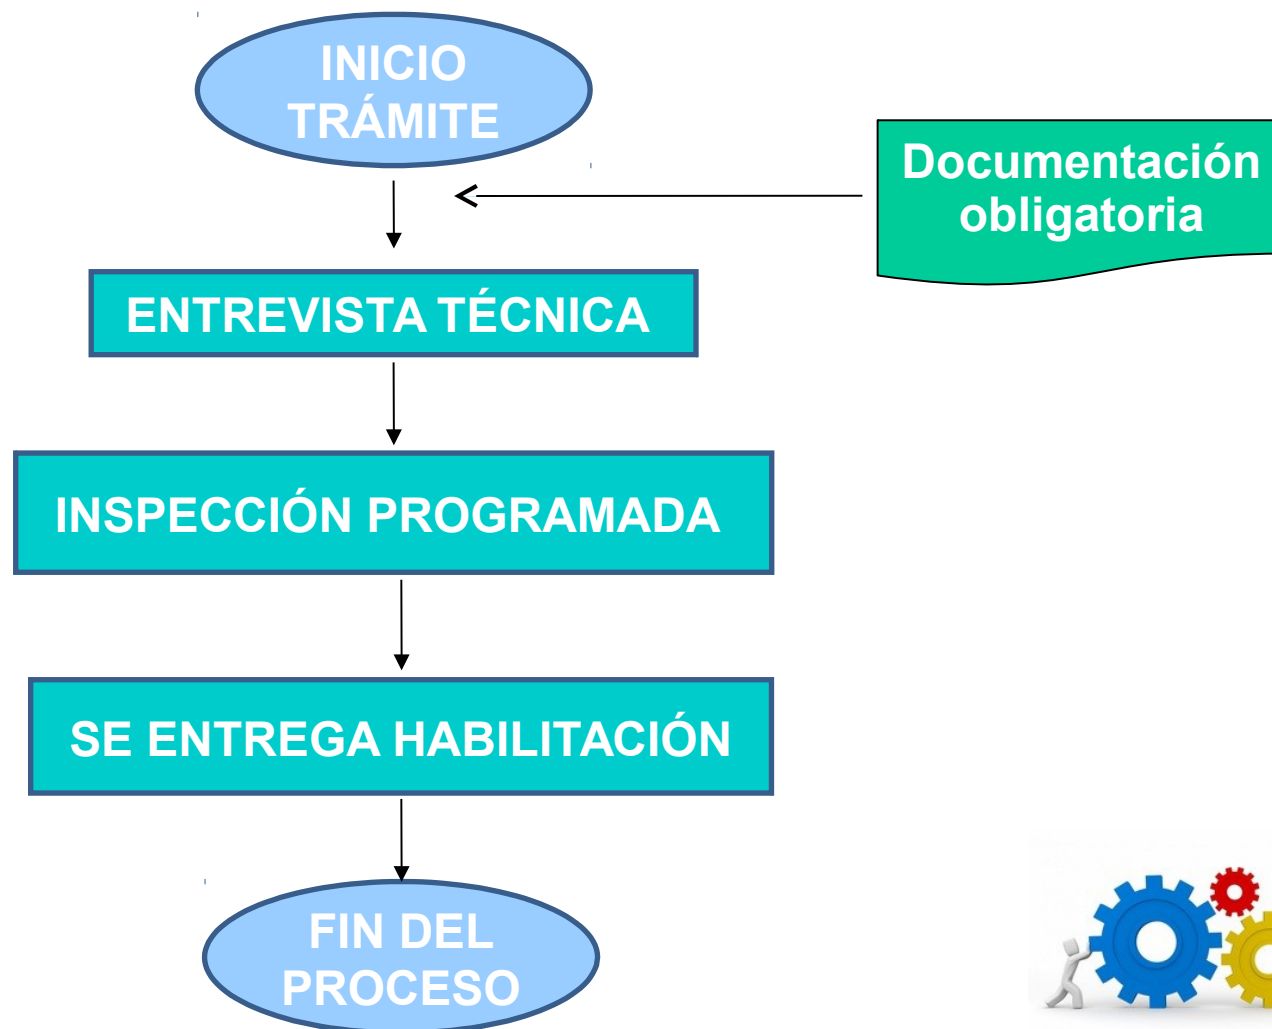 INICIO
TRÁMITE
Documentación
obligatoria
ENTREVISTA TÉCNICA
INSPECCIÓN PROGRAMADA
SE ENTREGA HABILITACIÓN
FIN DEL
PROCESO